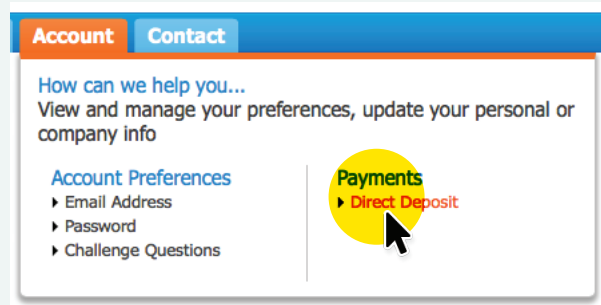 Account Contact
How can we help you...
View and manage your preferences, update your personal or
company info
Account Preferences
Email Address
Password
Challenge Questions
Payments
Direct Deposit